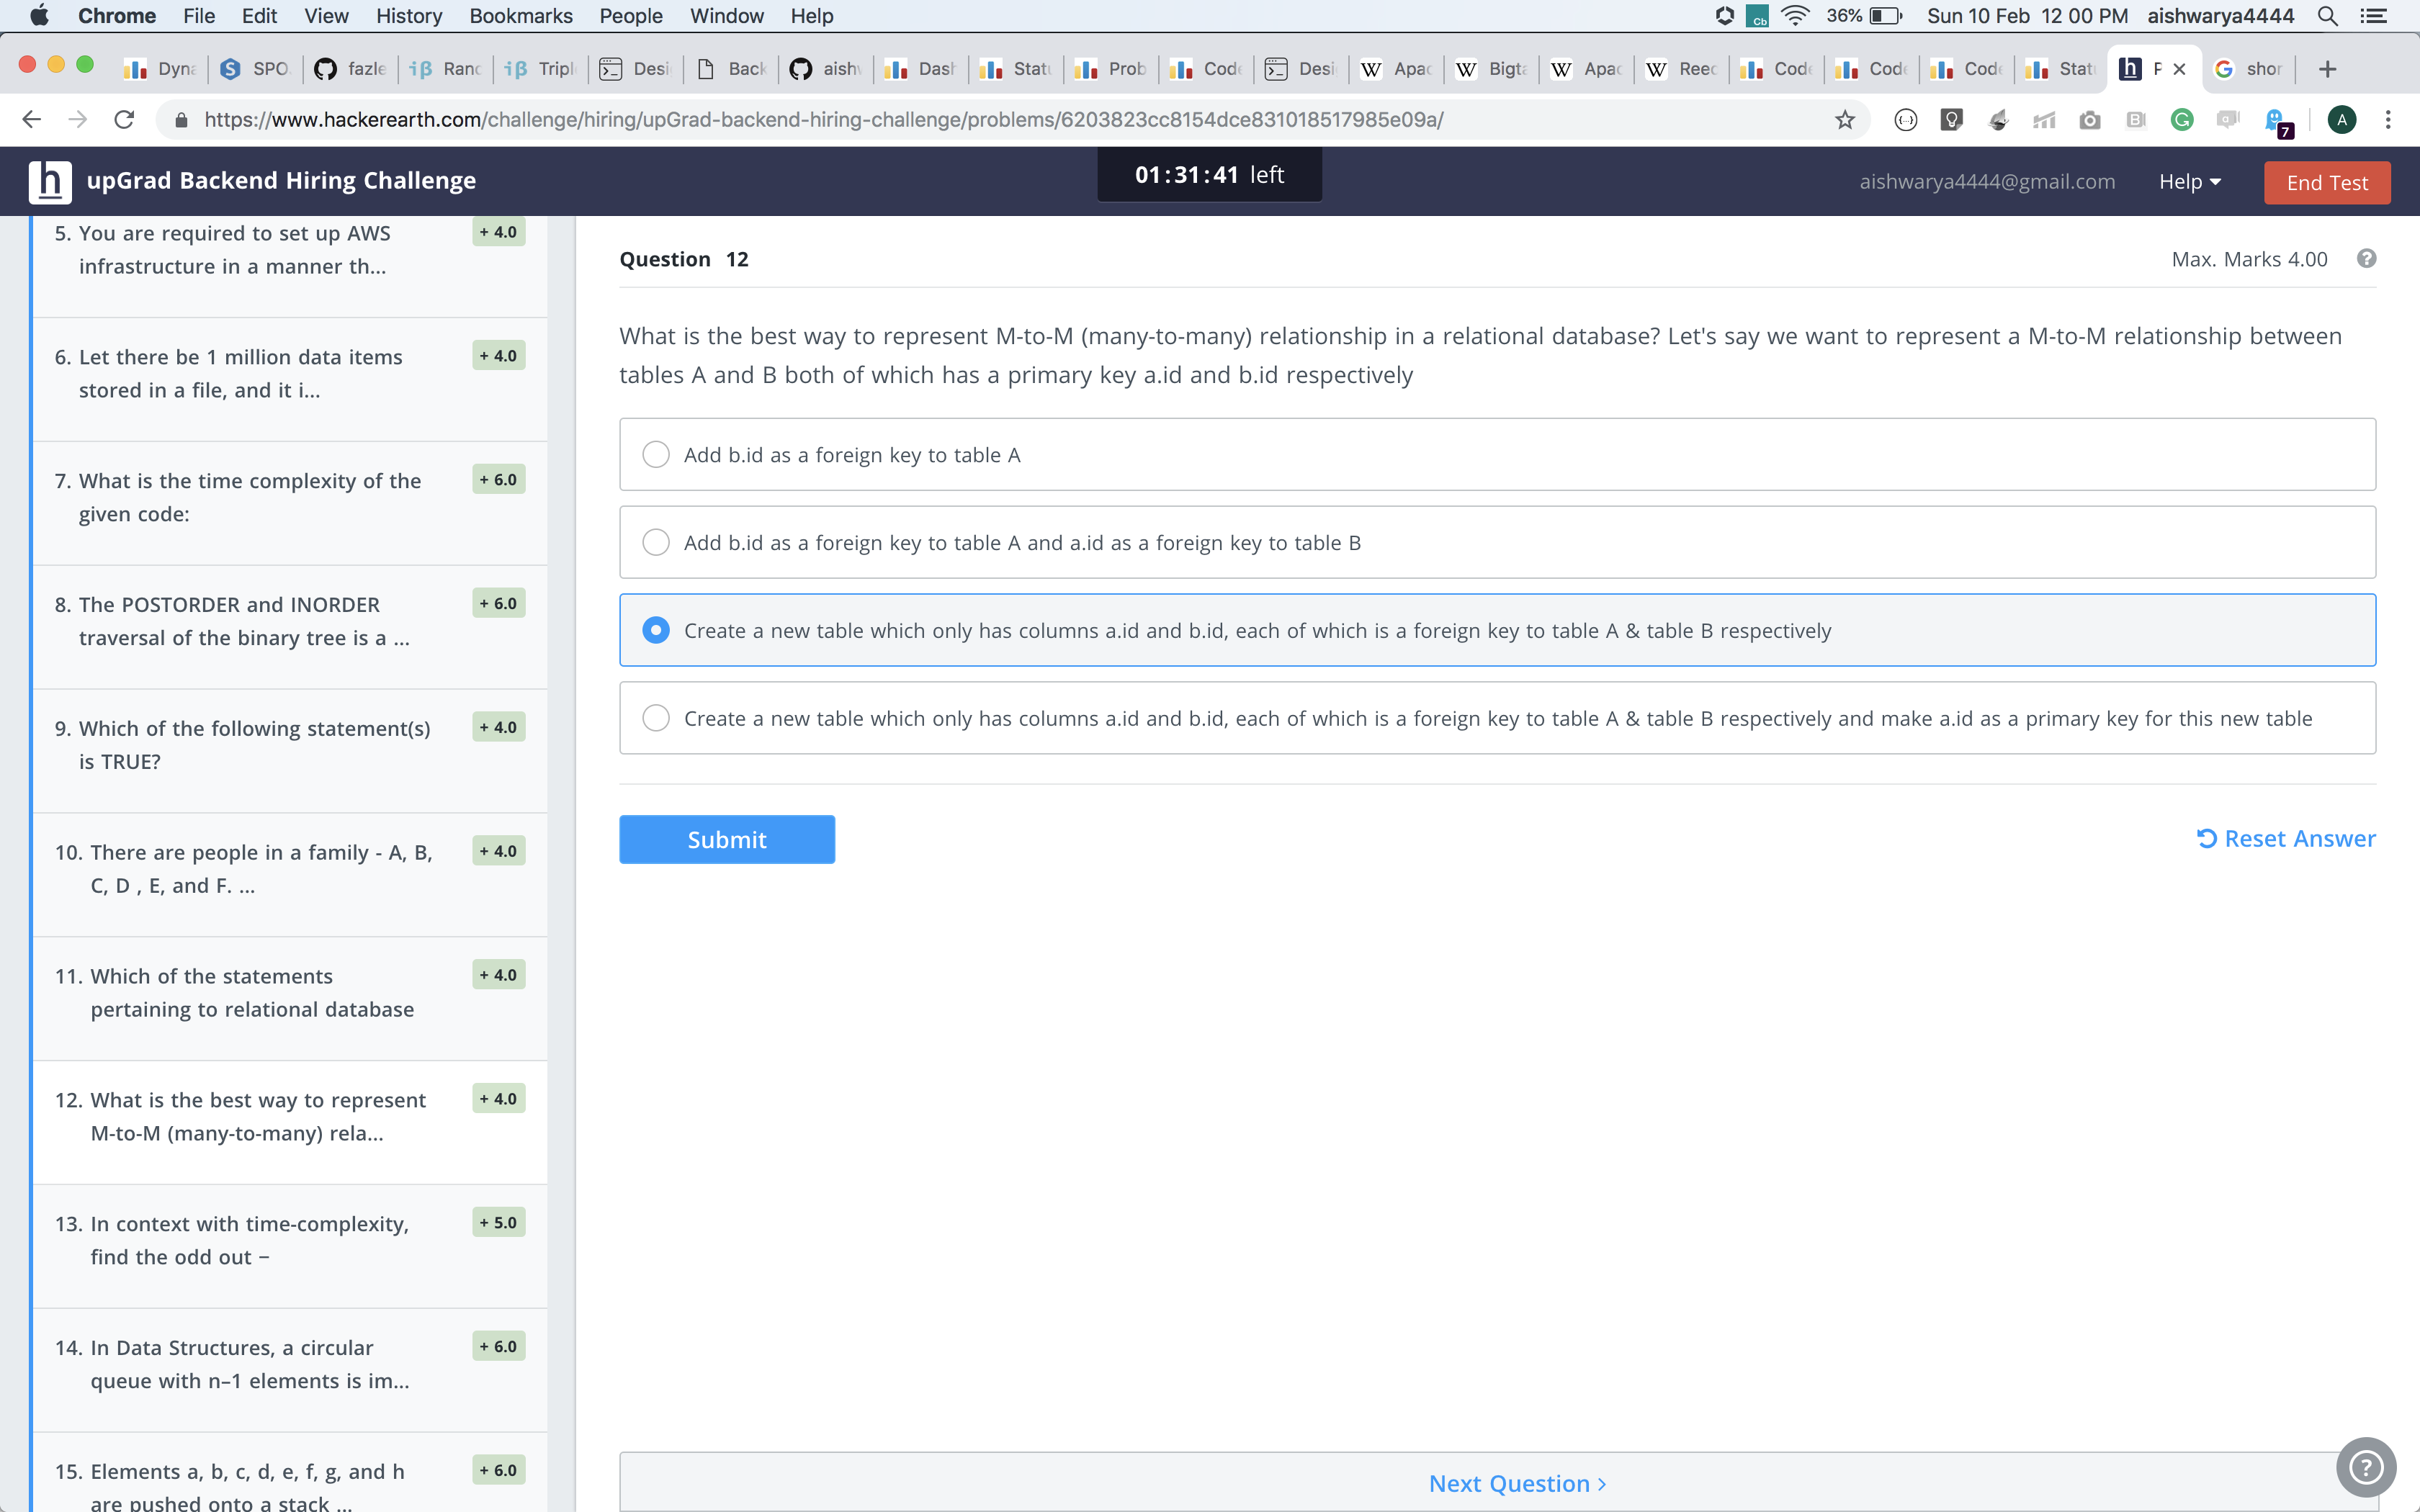 Chrome File Edit View History Bookmarks People Window Help Cb 36% Sun 10 Feb 12 00 PM aishwarya4444
Dyna SPO fazle iβ Ranc iβ Tripl Desi Back aish Dash Stat Prob Code Desi W Apac W Bigta W Apac W Reed Code Code Code Stat h P G shor
https://www.hackerearth.com/challenge/hiring/upGrad-backend-hiring-challenge/problems/6203823cc8154dce831018517985e09a/ 7 A
h upGrad Backend Hiring Challenge 01:31:41 left aishwarya4444@gmail.com Help End Test
5. You are required to set up AWS + 4.0
infrastructure in a manner th...
6. Let there be 1 million data items + 4.0
stored in a file, and it i...
7. What is the time complexity of the + 6.0
given code:
8. The POSTORDER and INORDER + 6.0
traversal of the binary tree is a ...
9. Which of the following statement(s) + 4.0
is TRUE?
10. There are people in a family - A, B, + 4.0
C, D , E, and F. ...
11. Which of the statements + 4.0
pertaining to relational database
12. What is the best way to represent + 4.0
M-to-M (many-to-many) rela...
13. In context with time-complexity, + 5.0
find the odd out −
14. In Data Structures, a circular + 6.0
queue with n–1 elements is im...
15. Elements a, b, c, d, e, f, g, and h + 6.0
are pushed onto a stack ...
Question 12 Max. Marks 4.00 ?
What is the best way to represent M-to-M (many-to-many) relationship in a relational database? Let's say we want to represent a M-to-M relationship between
tables A and B both of which has a primary key a.id and b.id respectively
Add b.id as a foreign key to table A
Add b.id as a foreign key to table A and a.id as a foreign key to table B
Create a new table which only has columns a.id and b.id, each of which is a foreign key to table A & table B respectively
Create a new table which only has columns a.id and b.id, each of which is a foreign key to table A & table B respectively and make a.id as a primary key for this new table
Submit Reset Answer
Next Question >
?